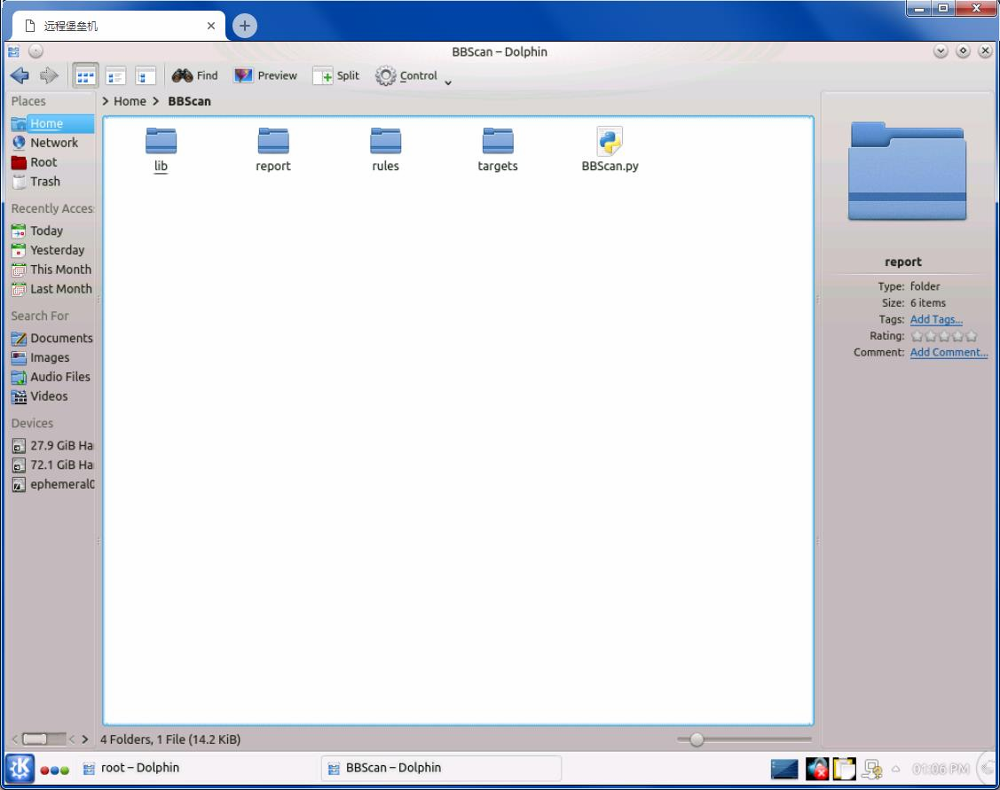 远程堡垒机
BBScan – Dolphin
Find
Preview
Split
Control
Places
Home
BBScan
Home
Network
Root
Trash
Recently Acces
Today
Yesterday
This Month
Last Month
Search For
Documents
Images
Audio Files
Videos
Devices
27.9 GiB Ha
72.1 GiB Ha
ephemeral0
lib
report
rules
targets
BBScan.py
report
Type: folder
Size: 6 items
Tags: Add Tags...
Rating:
Comment: Add Comment...
4 Folders, 1 File (14.2 KiB)
root – Dolphin
BBScan – Dolphin
01:06 PM